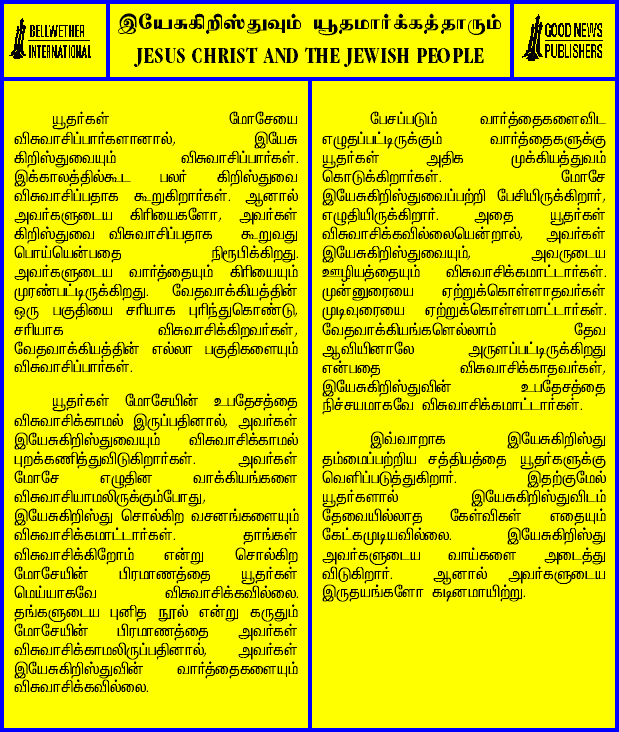 BELLWETHER
INTERNATIONAL
இயேசுகிறிஸ்துவும் யூதமார்க்கத்தாரும்
JESUS CHRIST AND THE JEWISH PEOPLE
GOOD NEWS
PUBLISHERS
யூதர்கள் மோசேயை
விசுவாசிப்பார்களானால், இயேசு
கிறிஸ்துவையும் விசுவாசிப்பார்கள்.
இக்காலத்தில்கூட பலர் கிறிஸ்துவை
விசுவாசிப்பதாக கூறுகிறார்கள். ஆனால்
அவர்களுடைய கிரியைகளோ, அவர்கள்
கிறிஸ்துவை விசுவாசிப்பதாக கூறுவது
பொய்யென்பதை நிரூபிக்கிறது.
அவர்களுடைய வார்த்தையும் கிரியையும்
முரண்பட்டிருக்கிறது. வேதவாக்கியத்தின்
ஒரு பகுதியை சரியாக புரிந்துகொண்டு,
சரியாக விசுவாசிக்கிறவர்கள்,
வேதவாக்கியத்தின் எல்லா பகுதிகளையும்
விசுவாசிப்பார்கள்.
யூதர்கள் மோசேயின் உபதேசத்தை
விசுவாசிக்காமல் இருப்பதினால், அவர்கள்
இயேசுகிறிஸ்துவையும் விசுவாசிக்காமல்
புறக்கணித்துவிடுகிறார்கள். அவர்கள்
மோசே எழுதின வாக்கியங்களை
விசுவாசியாமலிருக்கும்போது,
இயேசுகிறிஸ்து சொல்கிற வசனங்களையும்
விசுவாசிக்கமாட்டார்கள். தாங்கள்
விசுவாசிக்கிறோம் என்று சொல்கிற
மோசேயின் பிரமாணத்தை யூதர்கள்
மெய்யாகவே விசுவாசிக்கவில்லை.
தங்களுடைய புனித நூல் என்று கருதும்
மோசேயின் பிரமாணத்தை அவர்கள்
விசுவாசிக்காமலிருப்பதினால், அவர்கள்
இயேசுகிறிஸ்துவின் வார்த்தைகளையும்
விசுவாசிக்கவில்லை.
பேசப்படும் வார்த்தைகளைவிட
எழுதப்பட்டிருக்கும் வார்த்தைகளுக்கு
யூதர்கள் அதிக முக்கியத்துவம்
கொடுக்கிறார்கள். மோசே
இயேசுகிறிஸ்துவைப்பற்றி பேசியிருக்கிறார்,
எழுதியிருக்கிறார். அதை யூதர்கள்
விசுவாசிக்கவில்லையென்றால், அவர்கள்
இயேசுகிறிஸ்துவையும், அவருடைய
ஊழியத்தையும் விசுவாசிக்கமாட்டார்கள்.
முன்னுரையை ஏற்றுக்கொள்ளாதவர்கள்
முடிவுரையை ஏற்றுக்கொள்ளமாட்டார்கள்.
வேதவாக்கியங்களெல்லாம் தேவ
ஆவியினாலே அருளப்பட்டிருக்கிறது
என்பதை விசுவாசிக்காதவர்கள்,
இயேசுகிறிஸ்துவின் உபதேசத்தை
நிச்சயமாகவே விசுவாசிக்கமாட்டார்கள்.
இவ்வாறாக இயேசுகிறிஸ்து
தம்மைப்பற்றிய சத்தியத்தை யூதர்களுக்கு
வெளிப்படுத்துகிறார். இதற்குமேல்
யூதர்களால் இயேசுகிறிஸ்துவிடம்
தேவையில்லாத கேள்விகள் எதையும்
கேட்கமுடியவில்லை. இயேசுகிறிஸ்து
அவர்களுடைய வாய்களை அடைத்து
விடுகிறார். ஆனால் அவர்களுடைய
இருதயங்களோ கடினமாயிற்று.